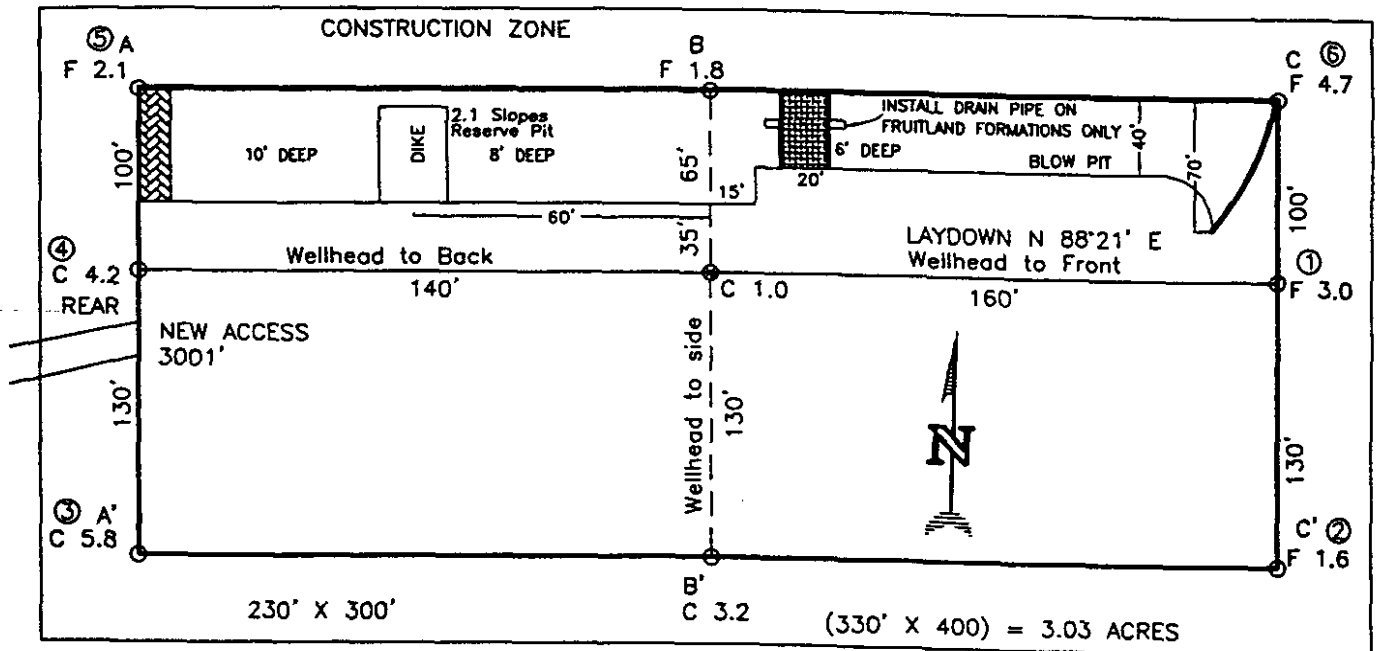 CONSTRUCTION ZONE
⑤ A
F 2.1
B
F 1.8
C ⑥
F 4.7
2.1 Slopes
Reserve Pit
DIKE
10' DEEP
8' DEEP
INSTALL DRAIN PIPE ON
FRUITLAND FORMATIONS ONLY
6' DEEP
BLOW PIT
40'
70'
100'
65'
15'
20'
100'
60'
35'
④
C 4.2
REAR
Wellhead to Back
140'
C 1.0
LAYDOWN N 88°21' E
Wellhead to Front
160'
①
F 3.0
NEW ACCESS
3001'
130'
Wellhead to side
130'
N
130'
③ A'
C 5.8
B'
C 3.2
C' ②
F 1.6
230' X 300'
(330' X 400) = 3.03 ACRES